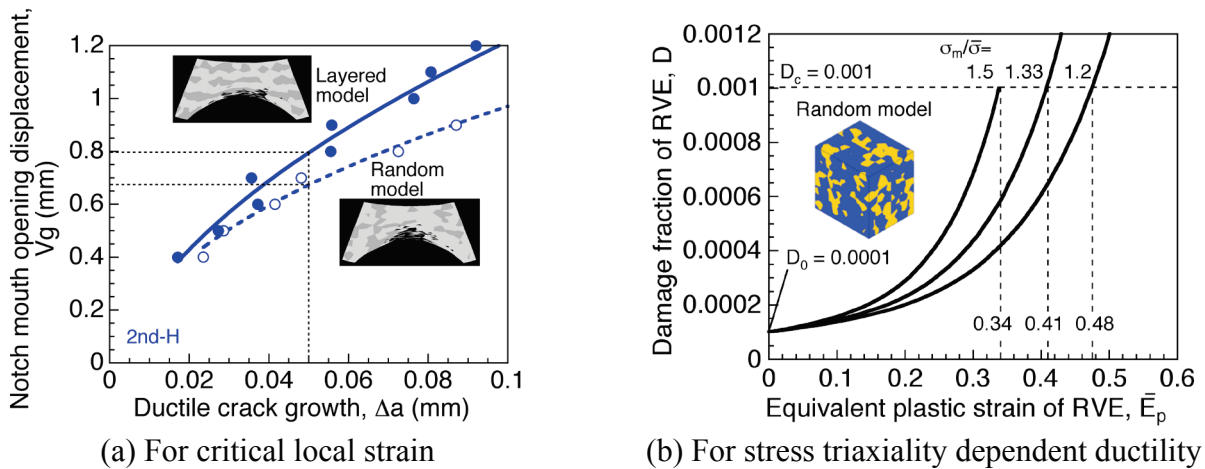 Notch mouth opening displacement,
Vg (mm)
1.2
1
0.8
0.6
0.4
0.2
0
Layered
model
Random
model
2nd-H
0
0.02
0.04
0.06
0.08
0.1
Ductile crack growth, Δa (mm)
(a) For critical local strain
Damage fraction of RVE, D
0.0012
0.001
0.0008
0.0006
0.0004
0.0002
0
σm/σ̄=
1.5
1.33
1.2
Dc = 0.001
Random model
D0 = 0.0001
0.34
0.41
0.48
0
0.1
0.2
0.3
0.4
0.5
0.6
Equivalent plastic strain of RVE, Ēp
(b) For stress triaxiality dependent ductility